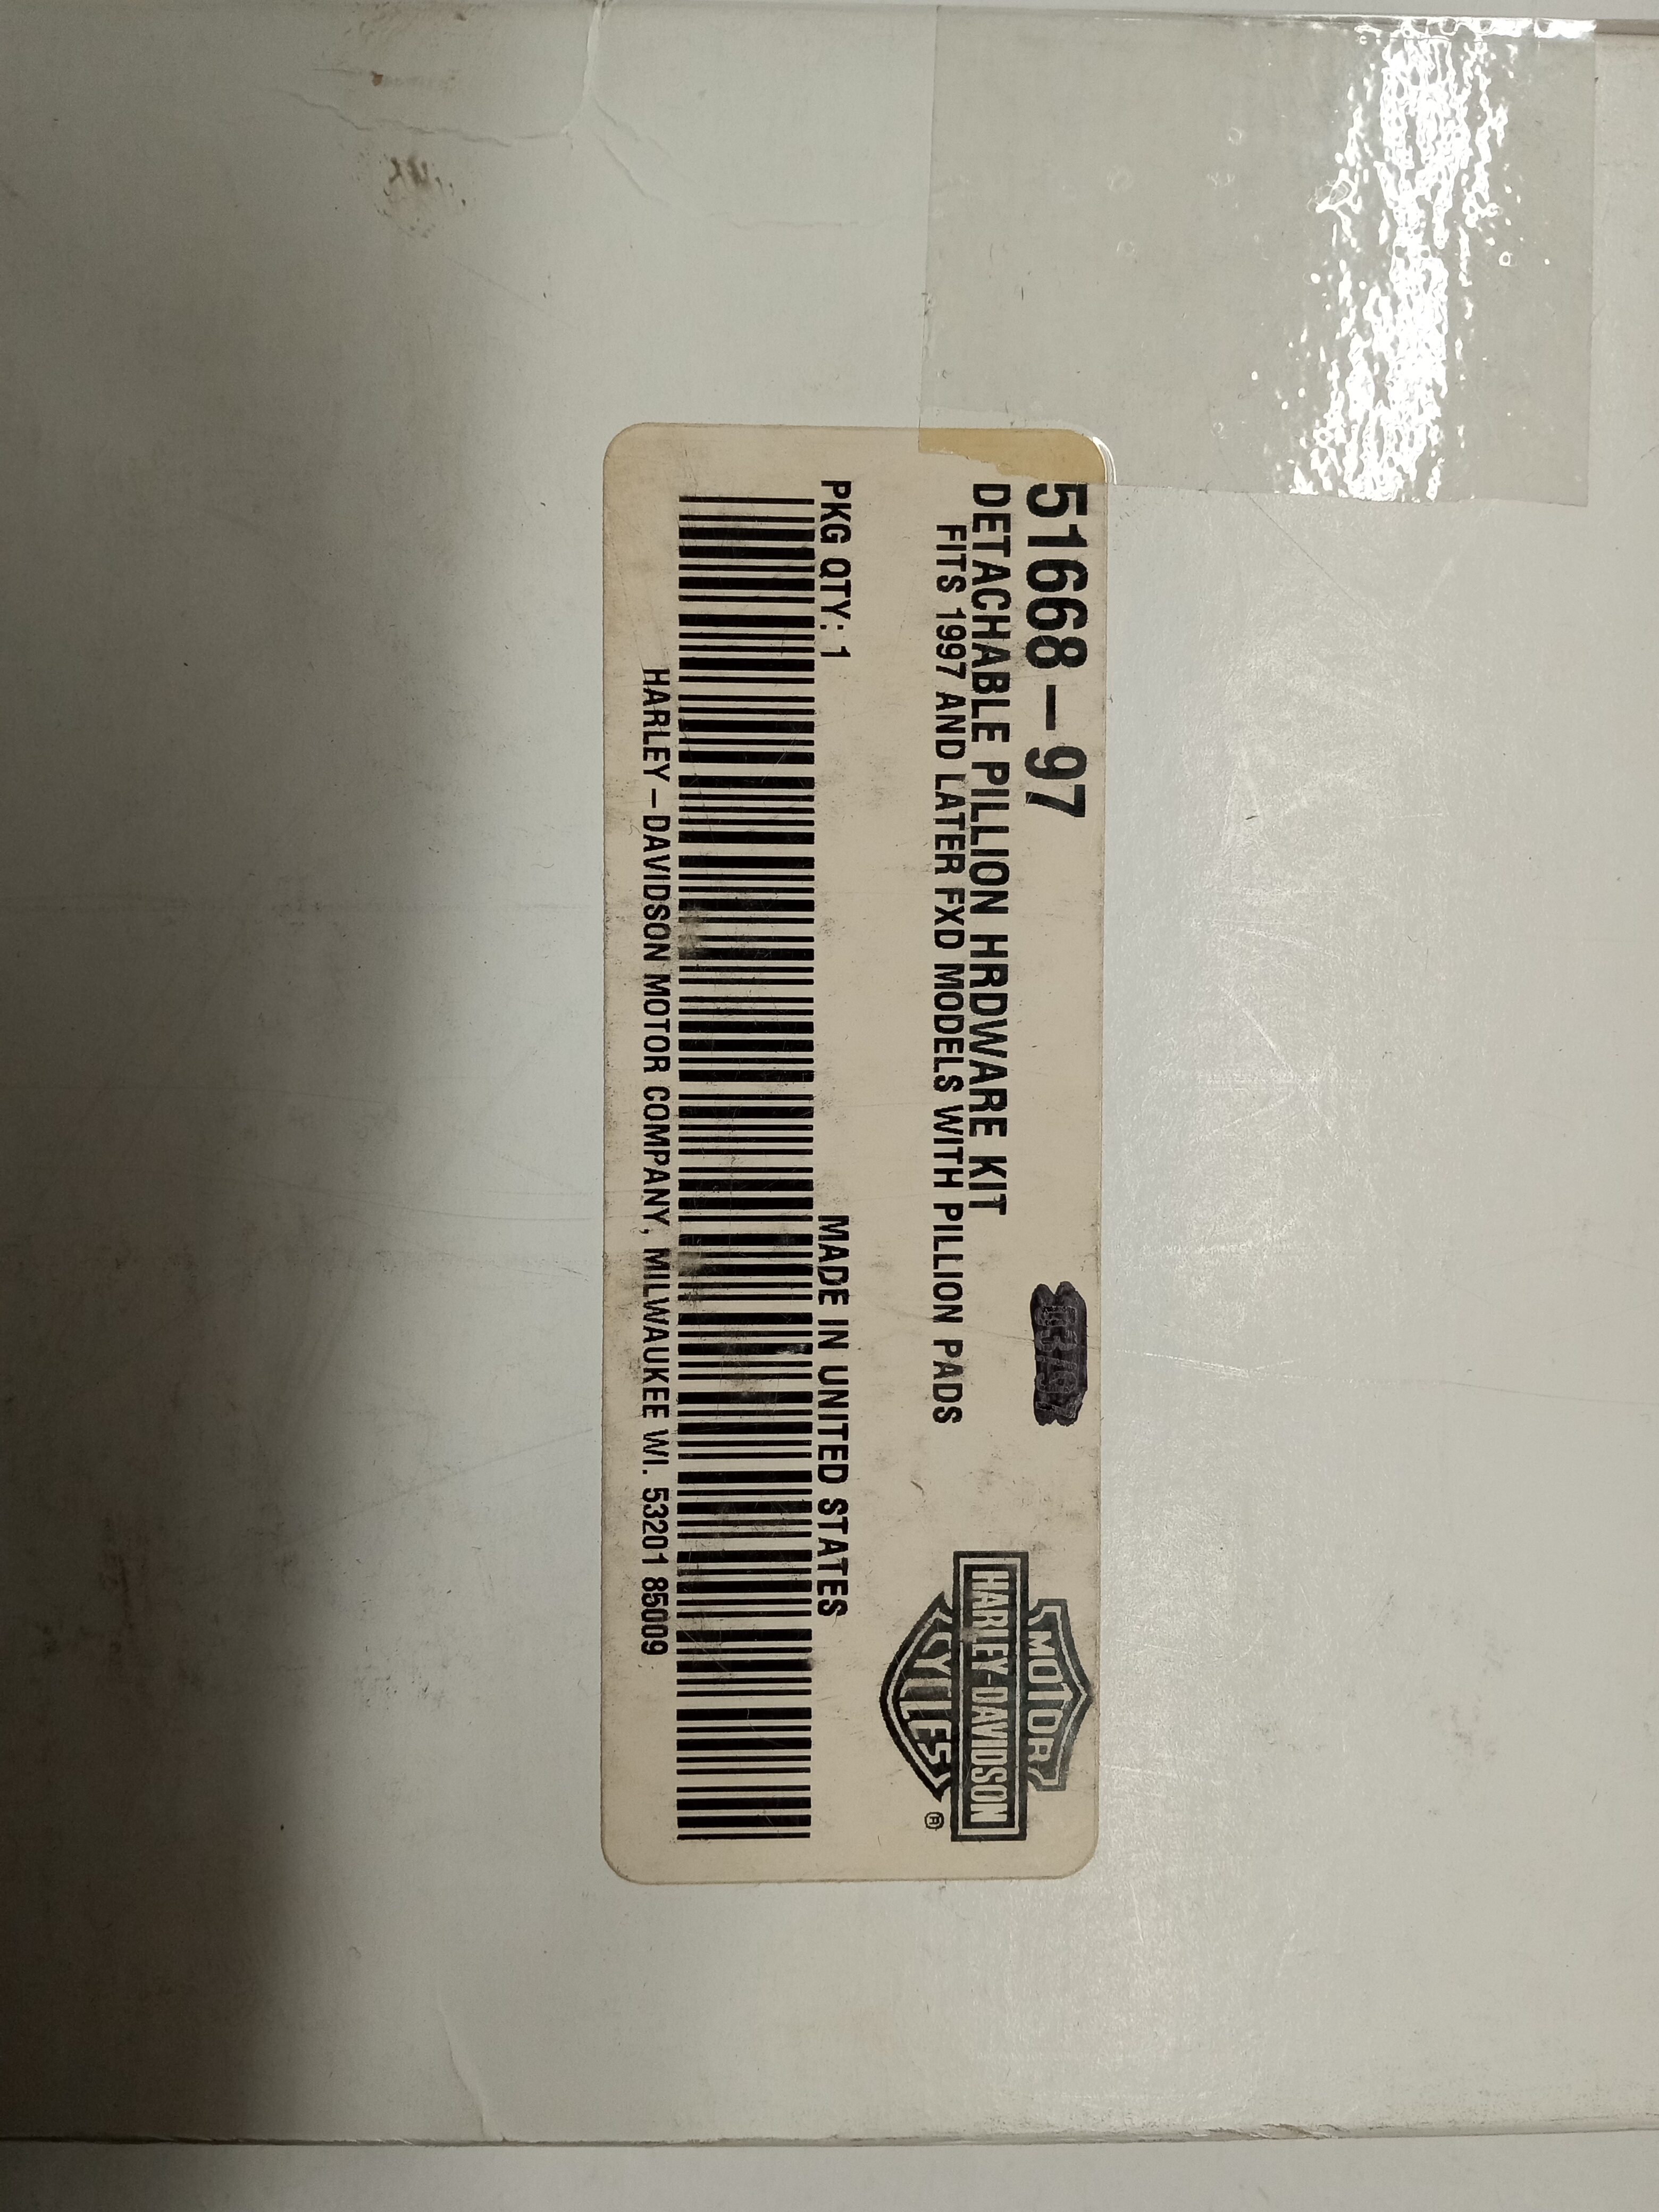 51668-97
DETACHABLE PILLION HRDWARE KIT
FITS 1997 AND LATER FXD MODELS WITH PILLION PADS
MOTOR
HARLEY-DAVIDSON
CYCLES
®
PKG QTY: 1
MADE IN UNITED STATES
HARLEY-DAVIDSON MOTOR COMPANY, MILWAUKEE WI. 53201 85009